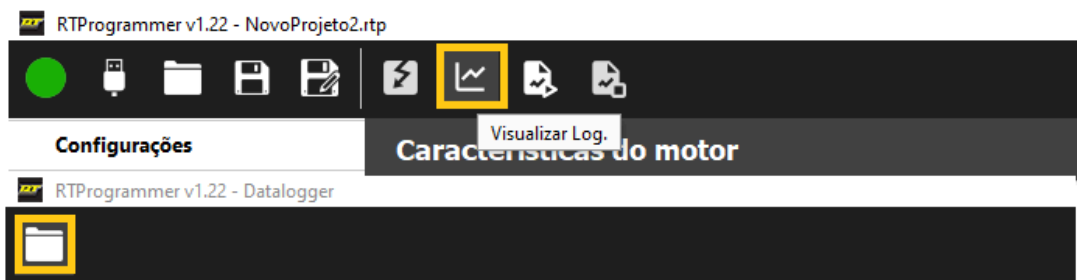 RTProgrammer v1.22 - NovoProjeto2.rtp
Visualizar Log.
Configurações
Características do motor
RTProgrammer v1.22 - Datalogger